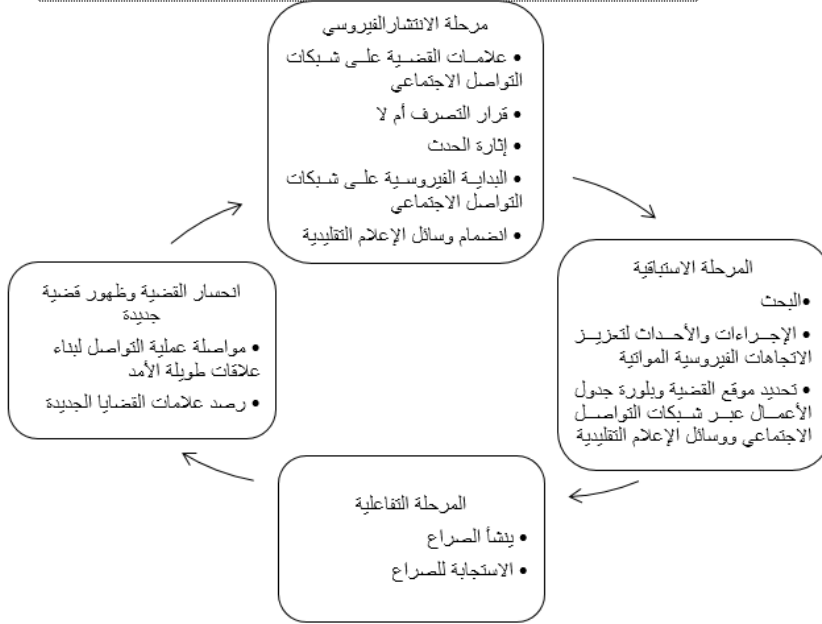 مرحلة الانتشارالفيروسي
• علامات القضية على شبكات
التواصل الاجتماعي
• قرار التصرف أم لا
• إثارة الحدث
• البداية الفيروسية على شبكات
التواصل الاجتماعي
• انضمام وسائل الإعلام التقليدية
المرحلة الاستباقية
•البحث
• الإجراءات والأحداث لتعزيز
الاتجاهات الفيروسية المواتية
• تحديد موقع القضية وبلورة جدول
الأعمال عبر شبكات التواصل
الاجتماعي ووسائل الإعلام التقليدية
المرحلة التفاعلية
• ينشأ الصراع
• الاستجابة للصراع
انحسار القضية وظهور قضية
جديدة
• مواصلة عملية التواصل لبناء
علاقات طويلة الأمد
• رصد علامات القضايا الجديدة